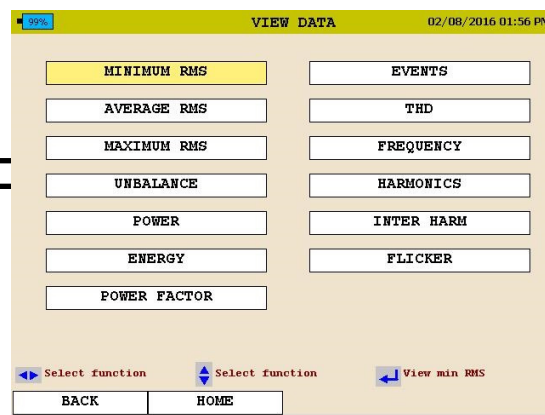 99% VIEW DATA 02/08/2016 01:56 PM
MINIMUM RMS EVENTS
AVERAGE RMS THD
MAXIMUM RMS FREQUENCY
UNBALANCE HARMONICS
POWER INTER HARM
ENERGY FLICKER
POWER FACTOR
Select function Select function View min RMS
BACK HOME